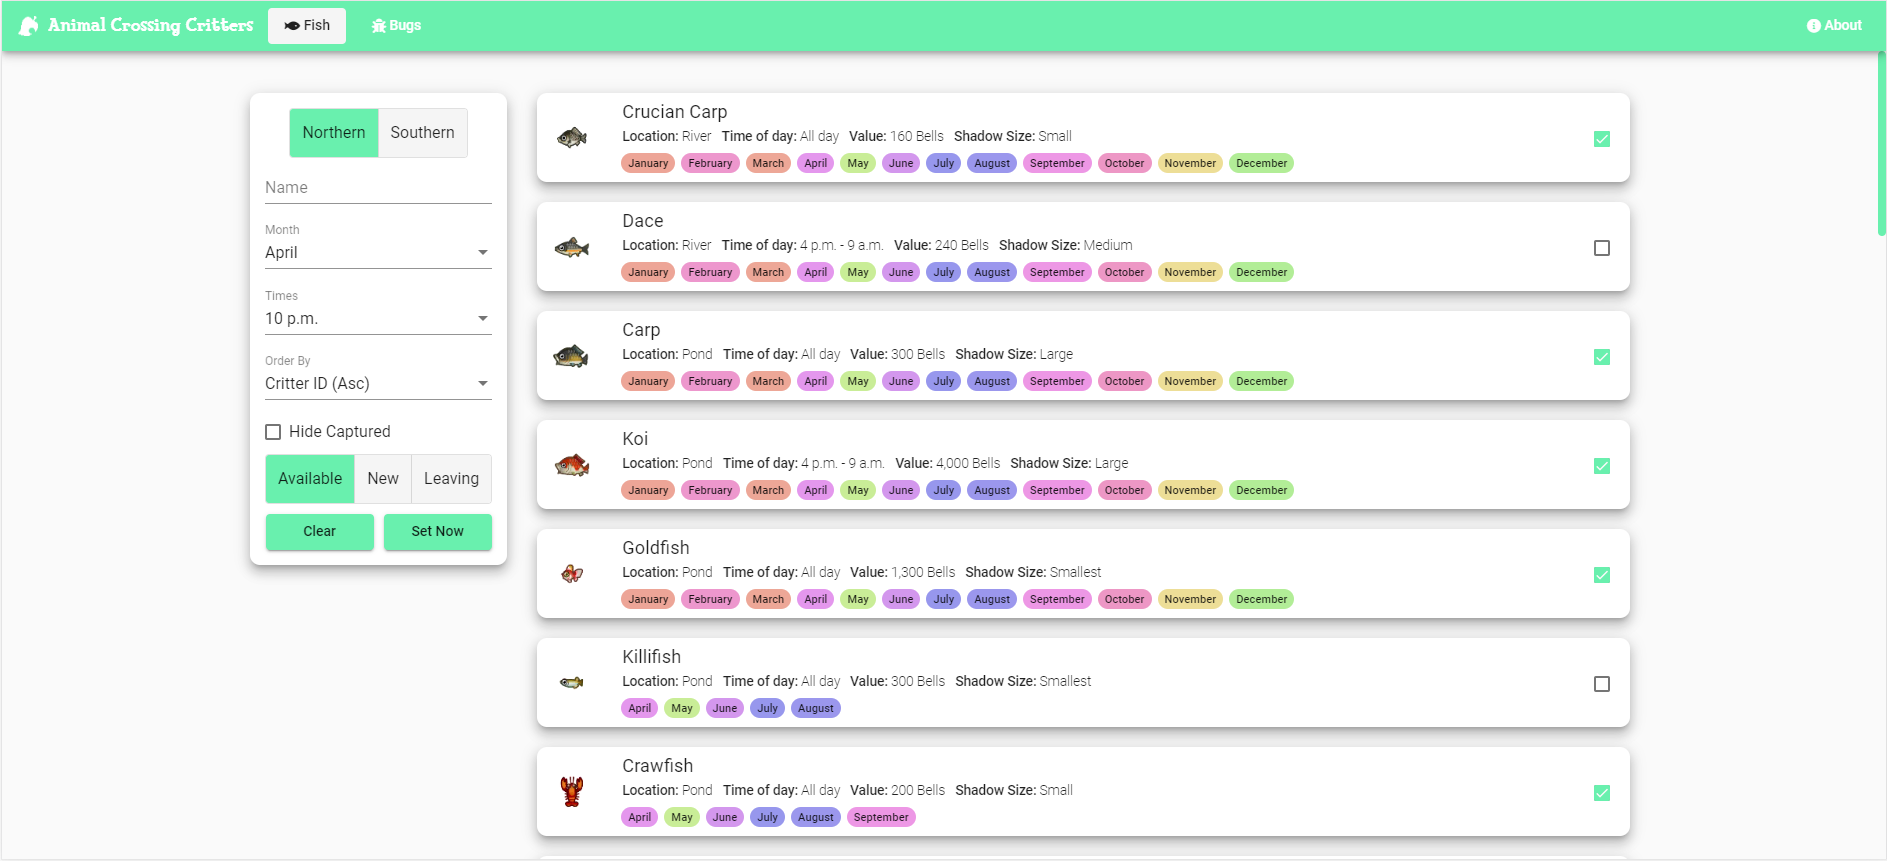 Animal Crossing Critters Fish Bugs About
Northern Southern
Name
Month
April
Times
10 p.m.
Order By
Critter ID (Asc)
Hide Captured
Available New Leaving
Clear Set Now
Crucian Carp
Location: River Time of day: All day Value: 160 Bells Shadow Size: Small
January February March April May June July August September October November December
Dace
Location: River Time of day: 4 p.m. - 9 a.m. Value: 240 Bells Shadow Size: Medium
January February March April May June July August September October November December
Carp
Location: Pond Time of day: All day Value: 300 Bells Shadow Size: Large
January February March April May June July August September October November December
Koi
Location: Pond Time of day: 4 p.m. - 9 a.m. Value: 4,000 Bells Shadow Size: Large
January February March April May June July August September October November December
Goldfish
Location: Pond Time of day: All day Value: 1,300 Bells Shadow Size: Smallest
January February March April May June July August September October November December
Killifish
Location: Pond Time of day: All day Value: 300 Bells Shadow Size: Smallest
April May June July August
Crawfish
Location: Pond Time of day: All day Value: 200 Bells Shadow Size: Small
April May June July August September